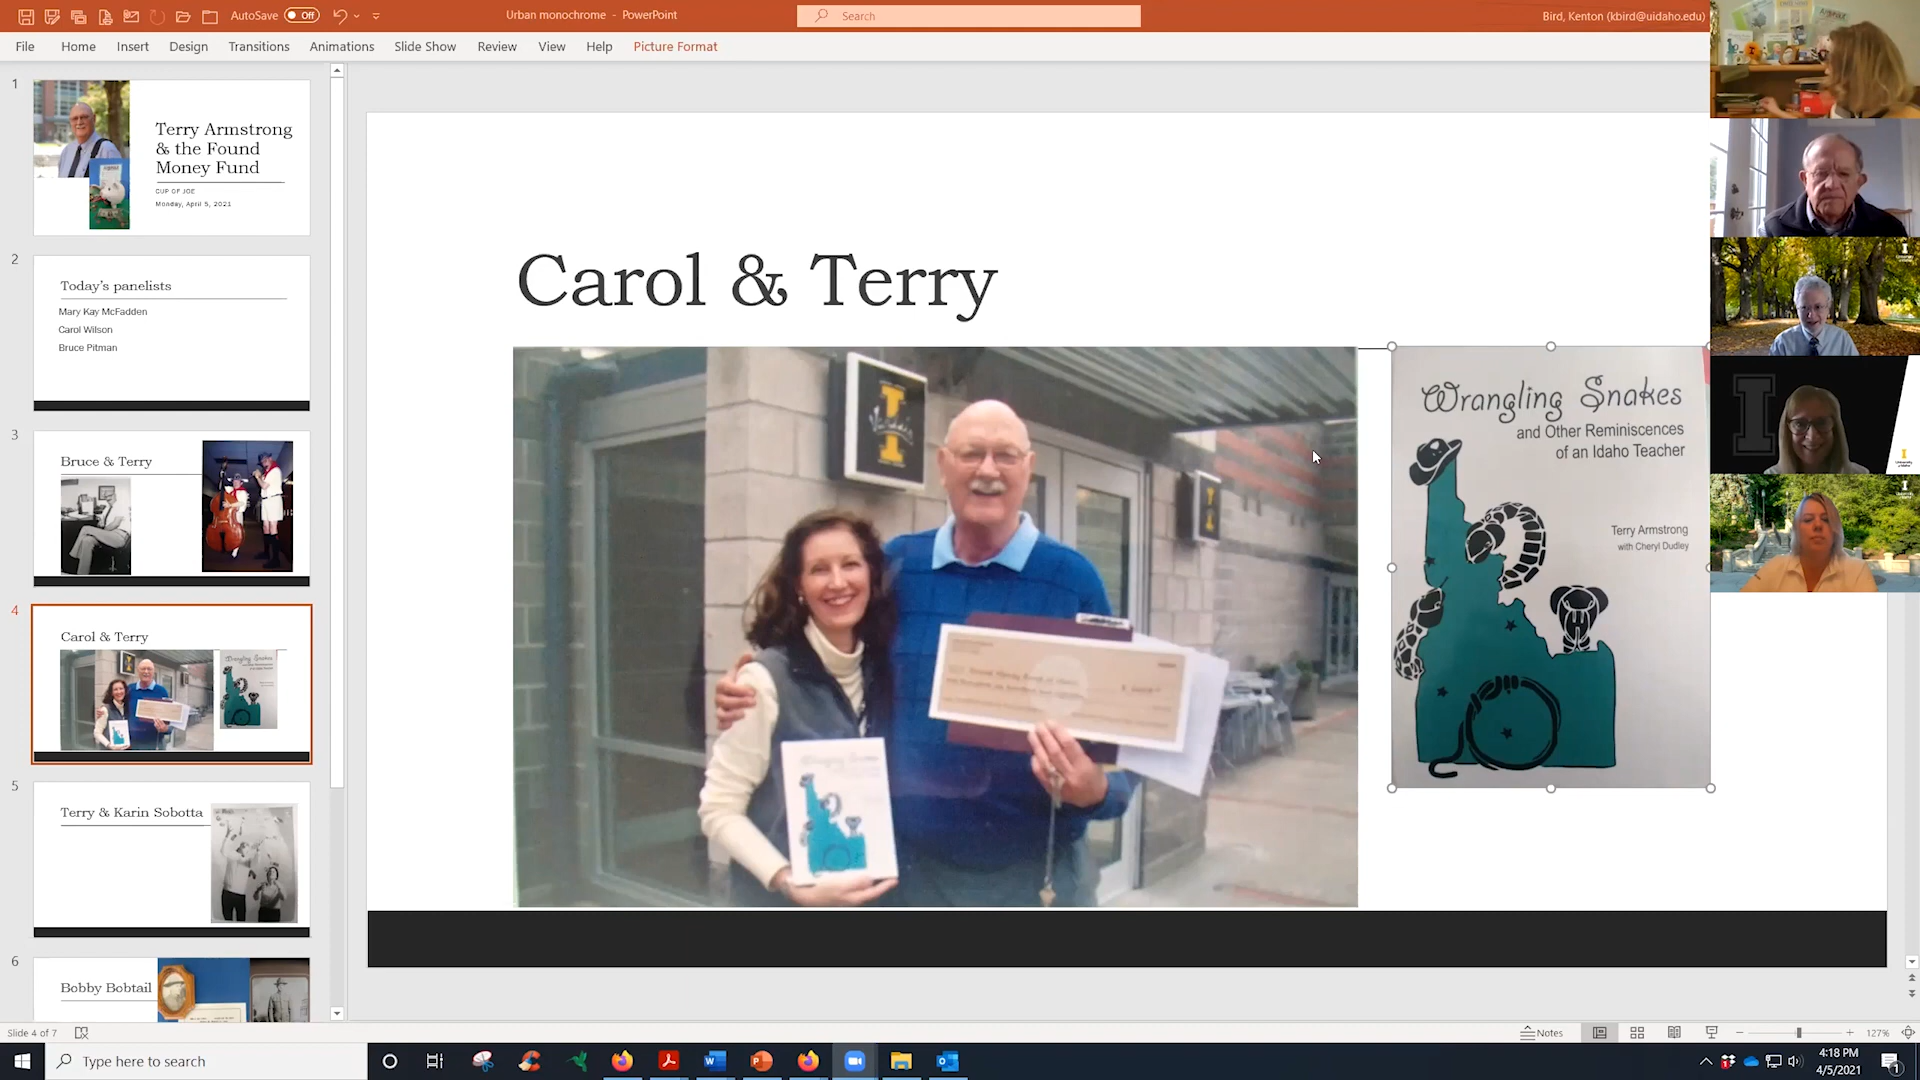 AutoSave Off
Urban monochrome - PowerPoint
Search
Bird, Kenton (kbird@uidaho.edu)
File Home Insert Design Transitions Animations Slide Show Review View Help Picture Format
1
Terry Armstrong
& the Found
Money Fund
CUP OF JOE
Monday, April 5, 2021
2
Today's panelists
Mary Kay McFadden
Carol Wilson
Bruce Pitman
3
Bruce & Terry
4
Carol & Terry
5
Terry & Karin Sobotta
6
Bobby Bobtail
Carol & Terry
I
Vandals
Wrangling Snakes
and Other Reminiscences
of an Idaho Teacher
Terry Armstrong
with Cheryl Dudley
Slide 4 of 7
Notes
127%
Type here to search
4:18 PM
4/5/2021
1